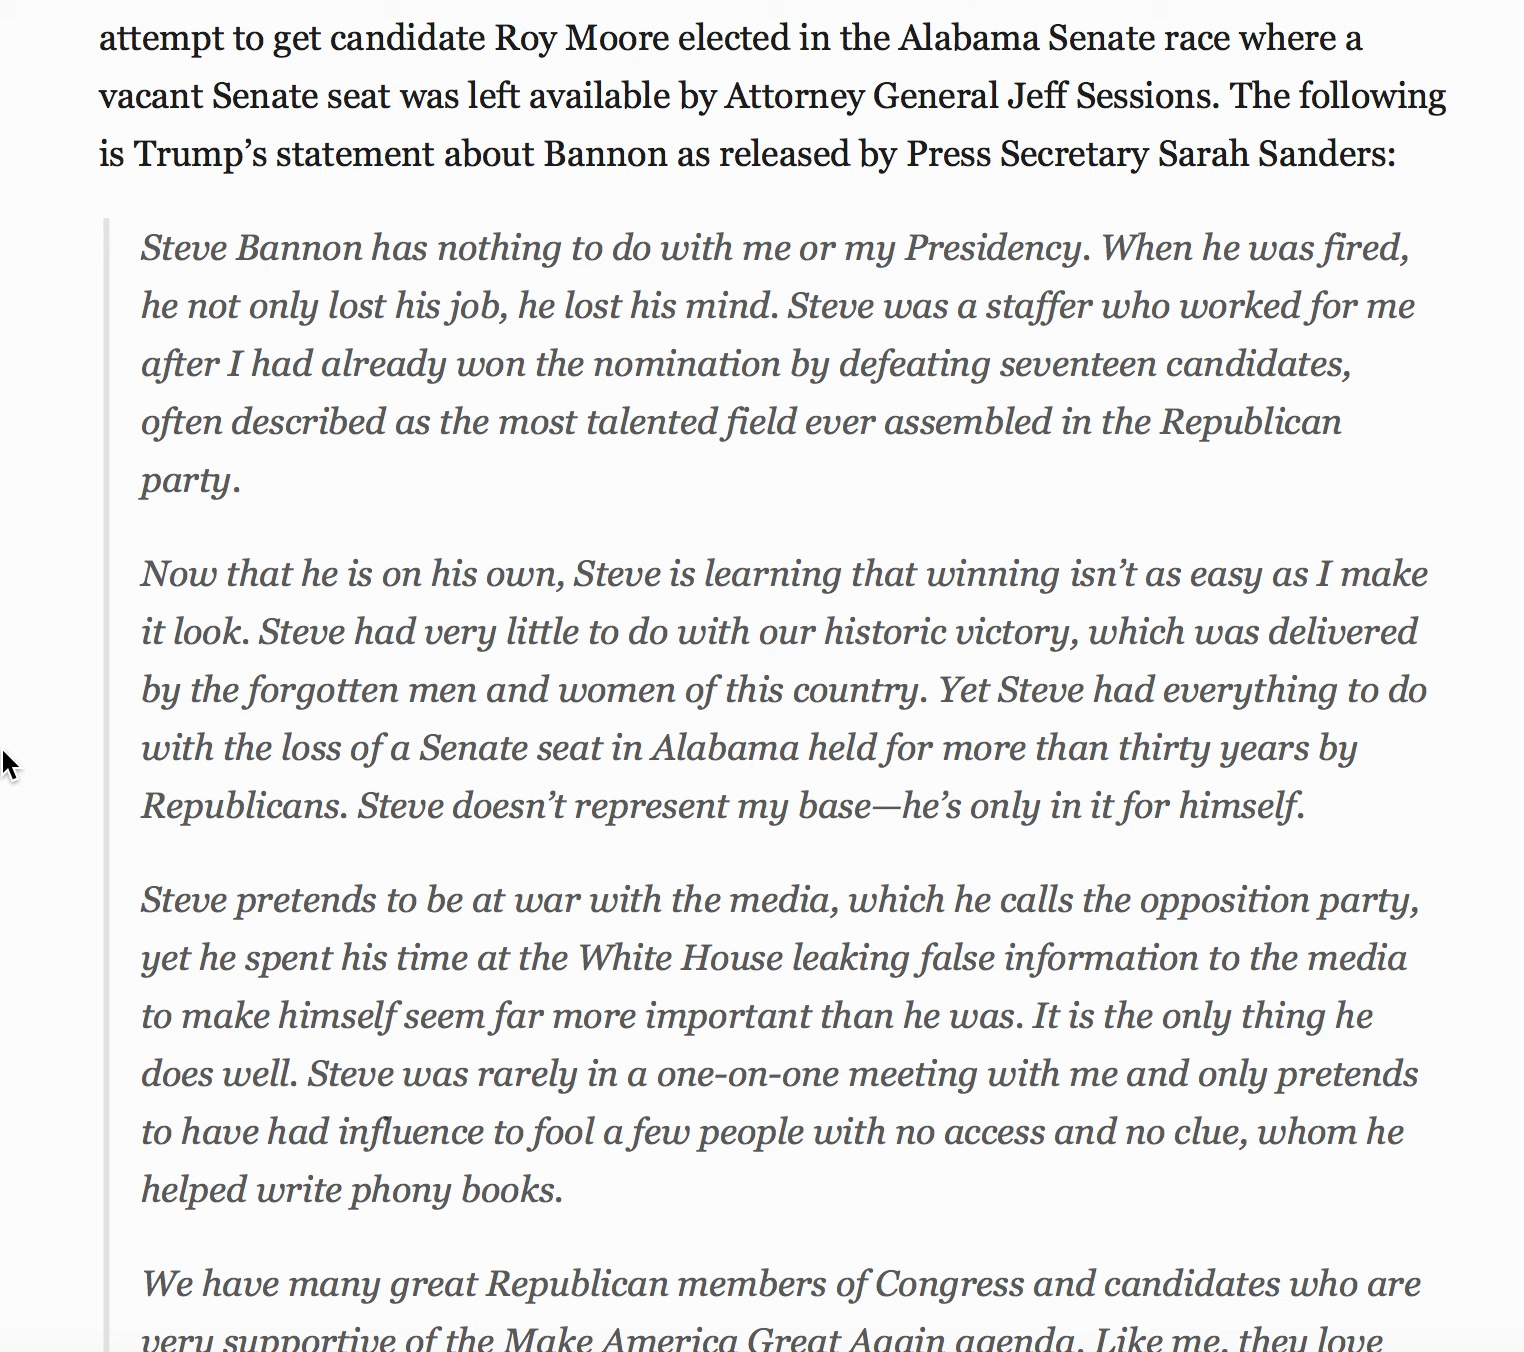 attempt to get candidate Roy Moore elected in the Alabama Senate race where a
vacant Senate seat was left available by Attorney General Jeff Sessions. The following
is Trump’s statement about Bannon as released by Press Secretary Sarah Sanders:
Steve Bannon has nothing to do with me or my Presidency. When he was fired,
he not only lost his job, he lost his mind. Steve was a staffer who worked for me
after I had already won the nomination by defeating seventeen candidates,
often described as the most talented field ever assembled in the Republican
party.
Now that he is on his own, Steve is learning that winning isn’t as easy as I make
it look. Steve had very little to do with our historic victory, which was delivered
by the forgotten men and women of this country. Yet Steve had everything to do
with the loss of a Senate seat in Alabama held for more than thirty years by
Republicans. Steve doesn’t represent my base—he’s only in it for himself.
Steve pretends to be at war with the media, which he calls the opposition party,
yet he spent his time at the White House leaking false information to the media
to make himself seem far more important than he was. It is the only thing he
does well. Steve was rarely in a one-on-one meeting with me and only pretends
to have had influence to fool a few people with no access and no clue, whom he
helped write phony books.
We have many great Republican members of Congress and candidates who are
very supportive of the Make America Great Again agenda. Like me, they love